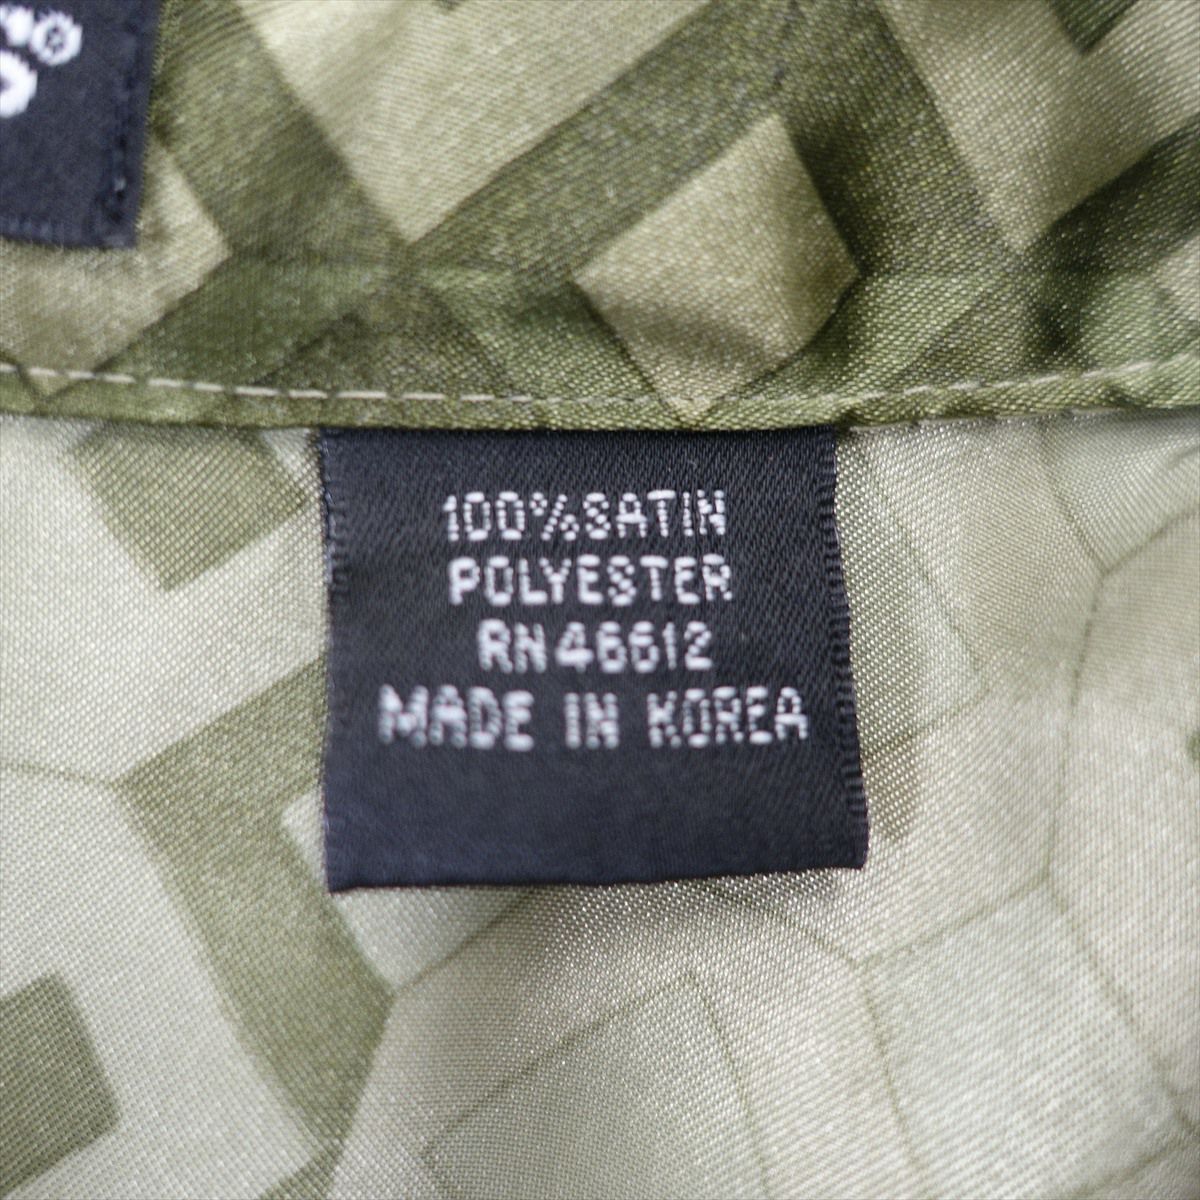 100%SATIN
POLYESTER
RN46612
MADE IN KOREA